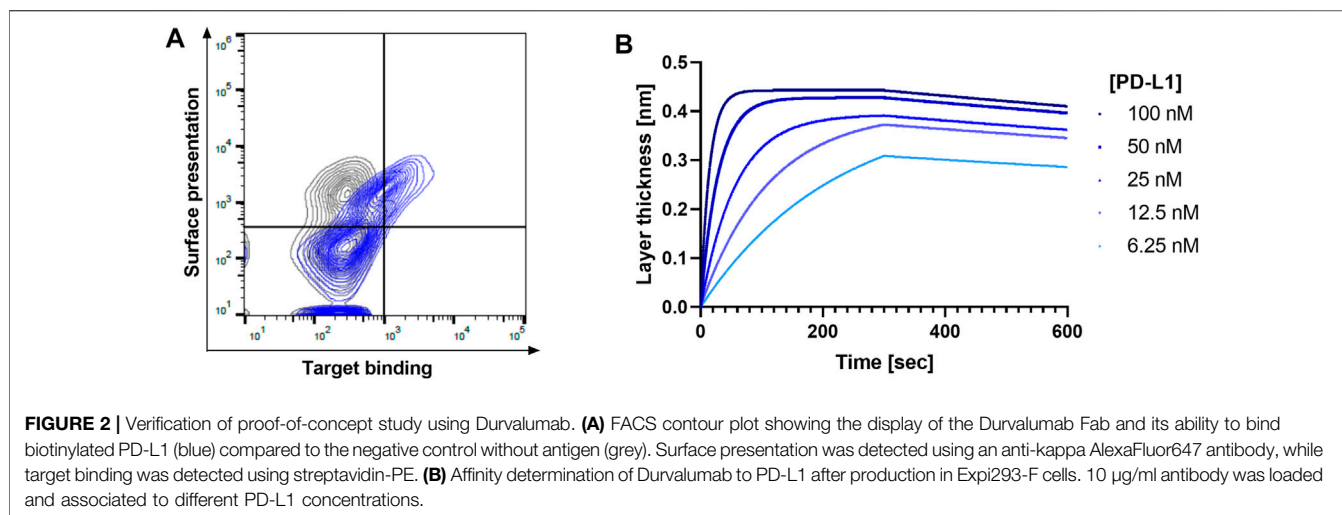 A
Surface presentation
10⁶
10⁵
10⁴
10³
10²
10¹
10¹ 10² 10³ 10⁴ 10⁵
Target binding
B
Layer thickness [nm]
0.5
0.4
0.3
0.2
0.1
0.0
0 200 400 600
Time [sec]
[PD-L1]
100 nM
50 nM
25 nM
12.5 nM
6.25 nM
FIGURE 2 | Verification of proof-of-concept study using Durvalumab. (A) FACS contour plot showing the display of the Durvalumab Fab and its ability to bind
biotinylated PD-L1 (blue) compared to the negative control without antigen (grey). Surface presentation was detected using an anti-kappa AlexaFluor647 antibody, while
target binding was detected using streptavidin-PE. (B) Affinity determination of Durvalumab to PD-L1 after production in Expi293-F cells. 10 μg/ml antibody was loaded
and associated to different PD-L1 concentrations.